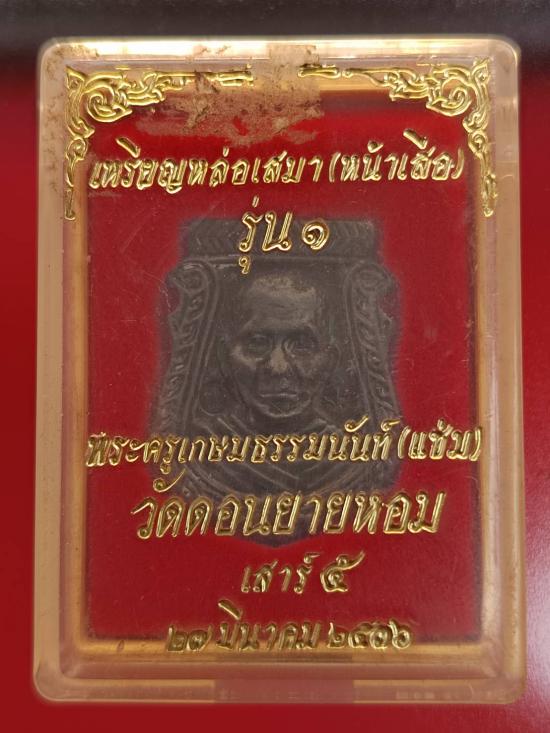 เหรียญหล่อเสมา (หน้าเสือ)
รุ่น ๑
พระครูเกษมธรรมนันท์ (แช่ม)
วัดดอนยายหอม
เสาร์ ๕
๒๗ มีนาคม ๒๕๓๖